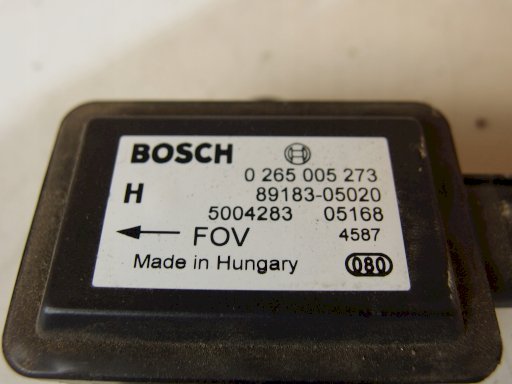 BOSCH
0 265 005 273
H 89183-05020
5004283 05168
FOV 4587
Made in Hungary 080